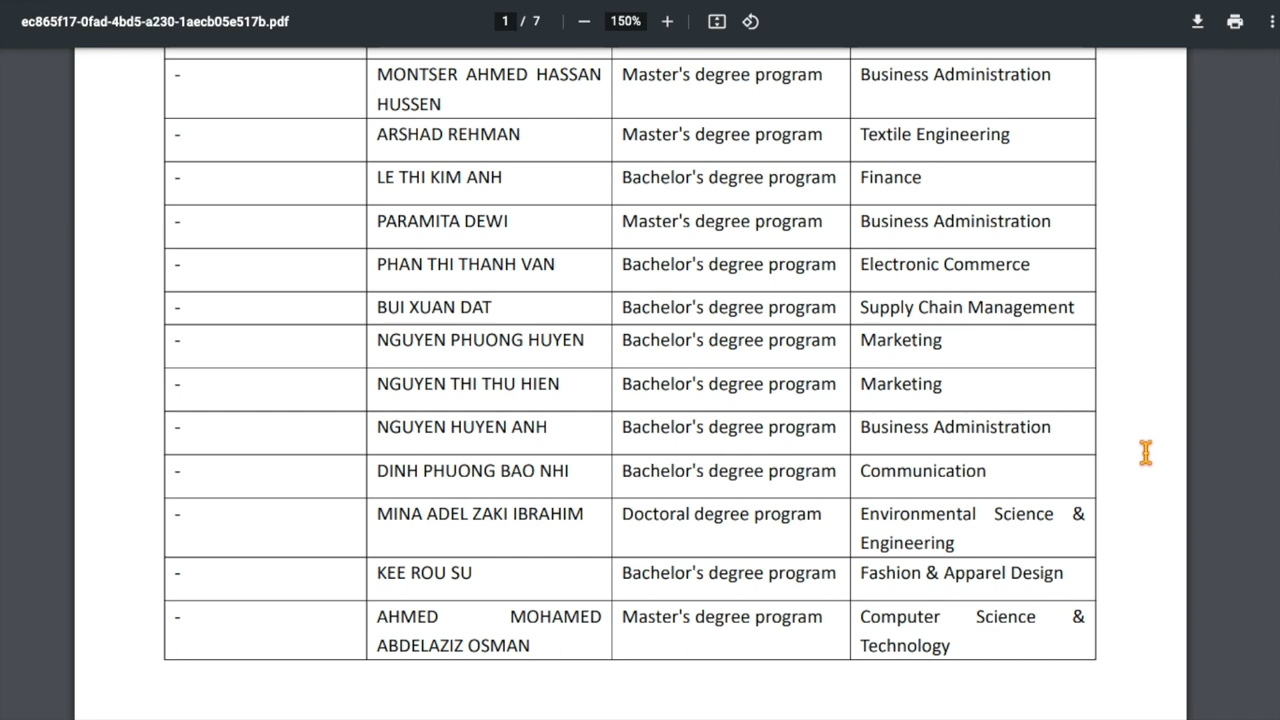 ec865f17-0fad-4bd5-a230-1aecb05e517b.pdf 1 / 7 150%
- MONTSER AHMED HASSAN Master's degree program Business Administration
HUSSEN
- ARSHAD REHMAN Master's degree program Textile Engineering
- LE THI KIM ANH Bachelor's degree program Finance
- PARAMITA DEWI Master's degree program Business Administration
- PHAN THI THANH VAN Bachelor's degree program Electronic Commerce
- BUI XUAN DAT Bachelor's degree program Supply Chain Management
- NGUYEN PHUONG HUYEN Bachelor's degree program Marketing
- NGUYEN THI THU HIEN Bachelor's degree program Marketing
- NGUYEN HUYEN ANH Bachelor's degree program Business Administration
- DINH PHUONG BAO NHI Bachelor's degree program Communication
- MINA ADEL ZAKI IBRAHIM Doctoral degree program Environmental Science &
Engineering
- KEE ROU SU Bachelor's degree program Fashion & Apparel Design
- AHMED MOHAMED Master's degree program Computer Science &
ABDELAZIZ OSMAN Technology